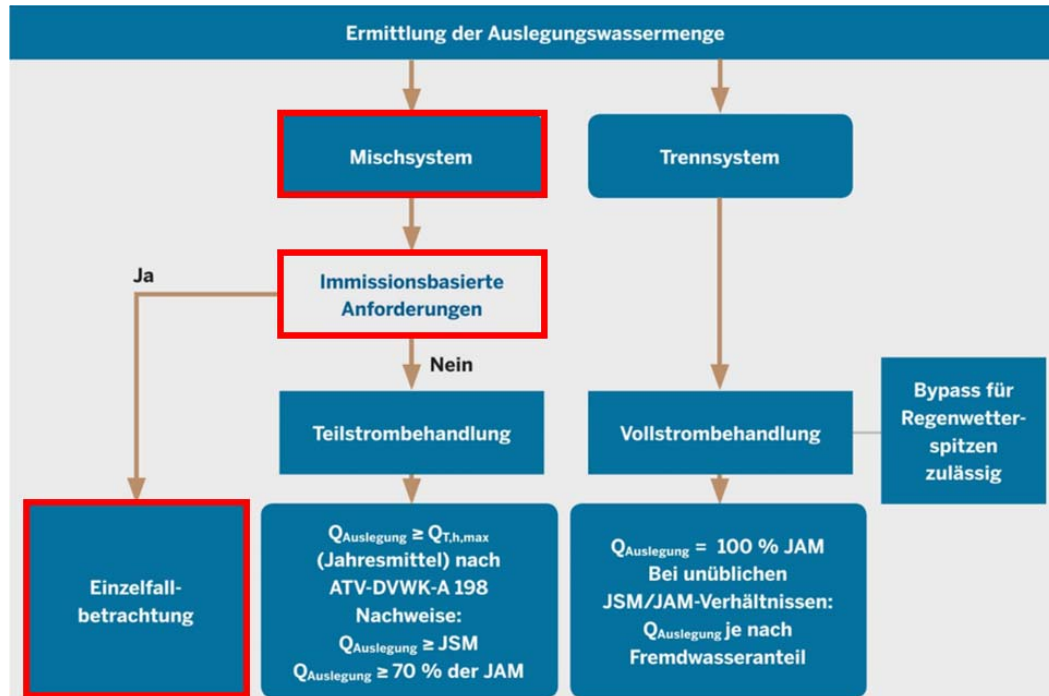 Ermittlung der Auslegungswassermenge
Mischsystem
Trennsystem
Ja
Immissionsbasierte
Anforderungen
Nein
Teilstrombehandlung
Vollstrombehandlung
Bypass für
Regenwetter-
spitzen
zulässig
Einzelfall-
betrachtung
QAuslegung ≥ QT,h,max
(Jahresmittel) nach
ATV-DVWK-A 198
Nachweise:
QAuslegung ≥ JSM
QAuslegung ≥ 70 % der JAM
QAuslegung = 100 % JAM
Bei unüblichen
JSM/JAM-Verhältnissen:
QAuslegung je nach
Fremdwasseranteil